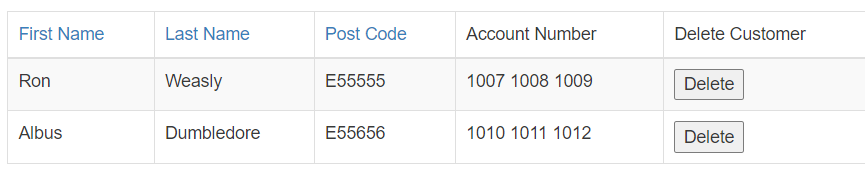 First Name Last Name Post Code Account Number Delete Customer
Ron Weasly E55555 1007 1008 1009 Delete
Albus Dumbledore E55656 1010 1011 1012 Delete